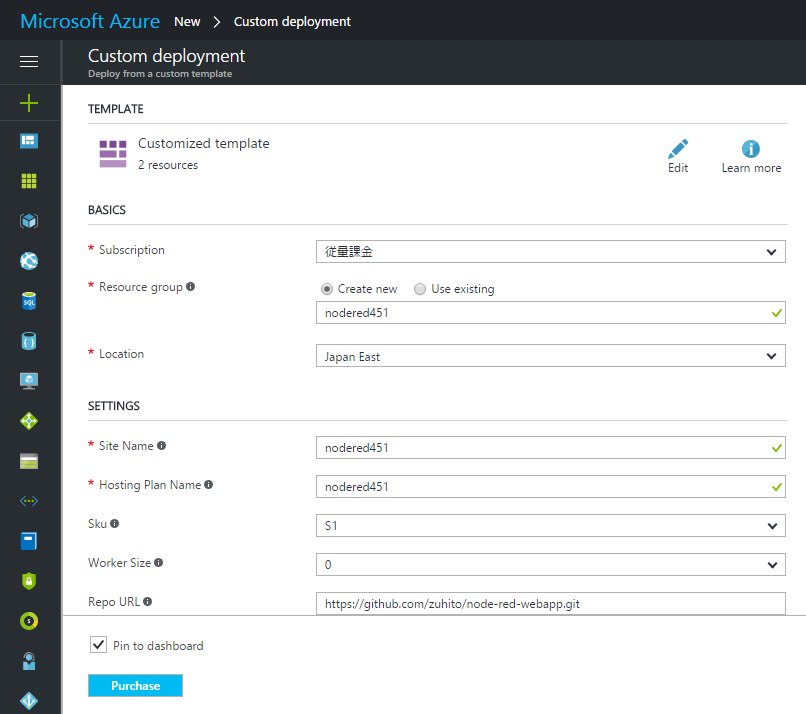 Microsoft Azure New > Custom deployment
Custom deployment
Deploy from a custom template
TEMPLATE
Customized template
2 resources
Edit
Learn more
BASICS
* Subscription
従量課金
* Resource group
Create new
Use existing
nodered451
* Location
Japan East
SETTINGS
* Site Name
nodered451
* Hosting Plan Name
nodered451
Sku
S1
Worker Size
0
Repo URL
https://github.com/zuhito/node-red-webapp.git
Pin to dashboard
Purchase
SQL